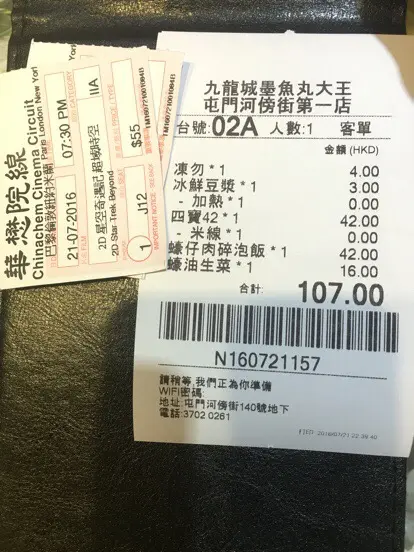 華懋院線
Chinachem Cinema Circuit
巴黎倫敦紐約米蘭 Paris London New York
21-07-2016 07:30 PM IIA
2D 星空奇遇記 超域時空
2D Star Trek Beyond $55
1 J12
IMPORTANT NOTICE
九龍城墨魚丸大王
屯門河傍街第一店
台號:02A 人數:1 客單
金額 (HKD)
凍勿 * 1 4.00
冰鮮豆漿 * 1 3.00
- 加熱 * 1 0.00
四寶42 * 1 42.00
- 米線 * 1 0.00
蠔仔肉碎泡飯 * 1 42.00
蠔油生菜 * 1 16.00
合計: 107.00
N160721157
請稍等,我們正為你準備
WIFI密碼:
地址:屯門河傍街140號地下
電話:3702 0261